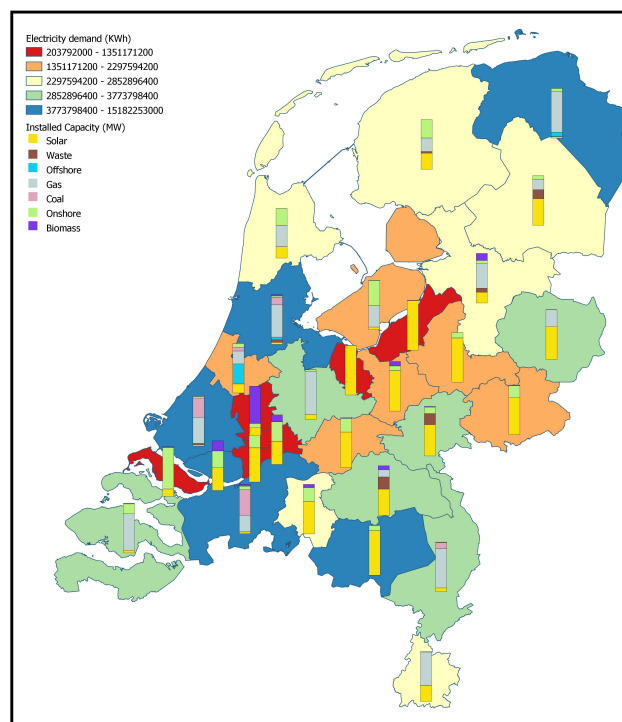 Electricity demand (KWh)
203792000 - 1351171200
1351171200 - 2297594200
2297594200 - 2852896400
2852896400 - 3773798400
3773798400 - 15182253000
Installed Capacity (MW)
Solar
Waste
Offshore
Gas
Coal
Onshore
Biomass